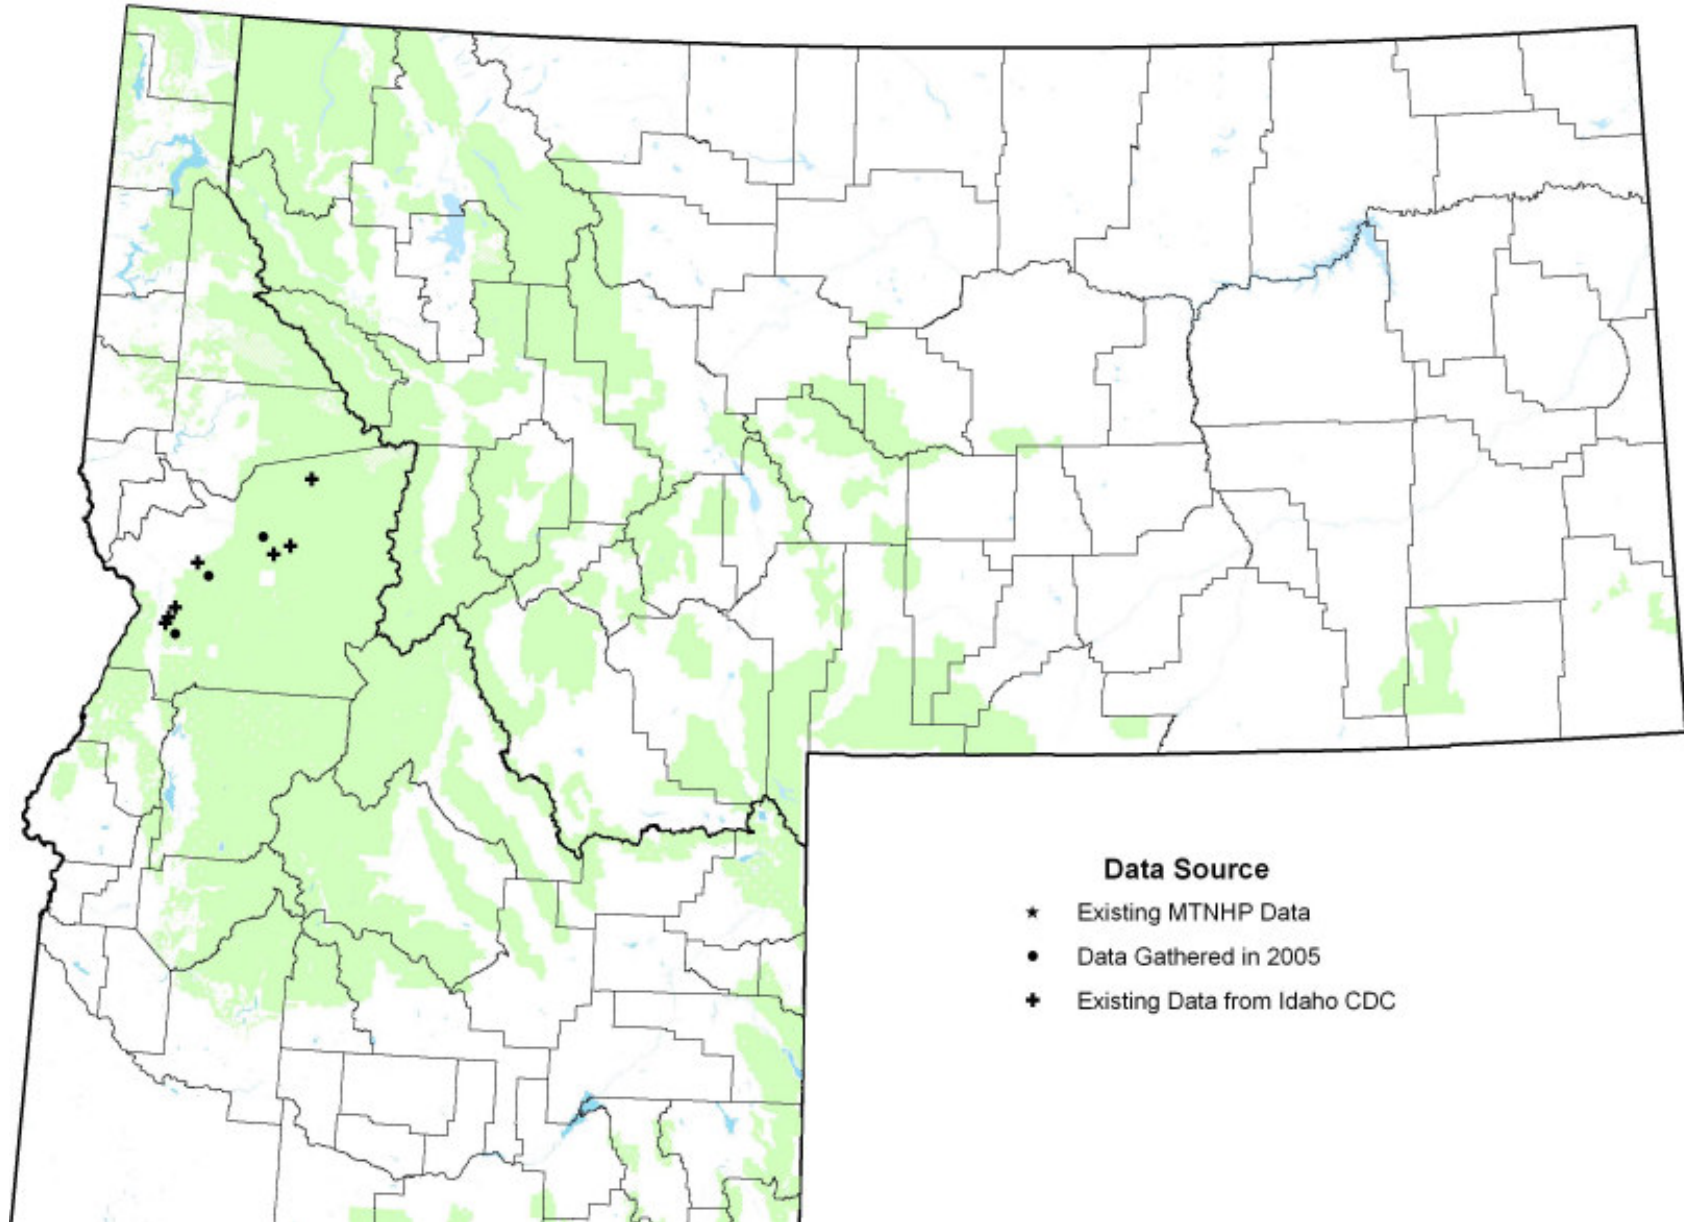 Data Source
Existing MTNHP Data
Data Gathered in 2005
Existing Data from Idaho CDC